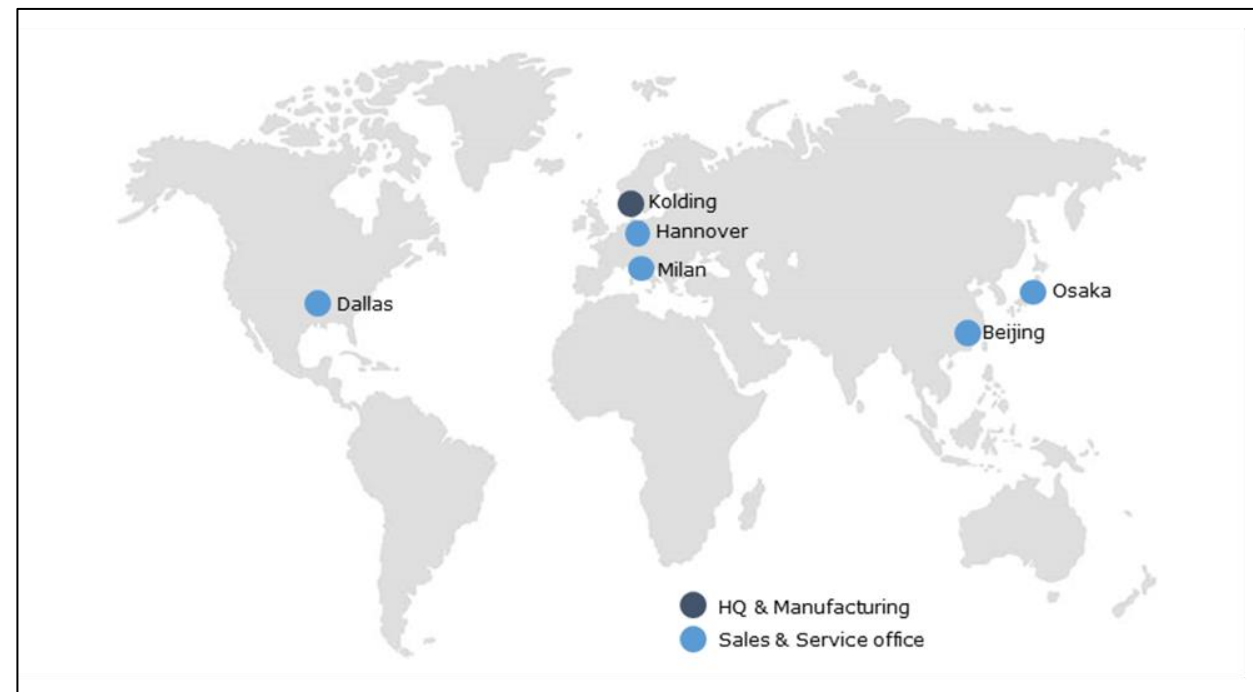 Kolding
Hannover
Milan
Dallas
Osaka
Beijing
HQ & Manufacturing
Sales & Service office